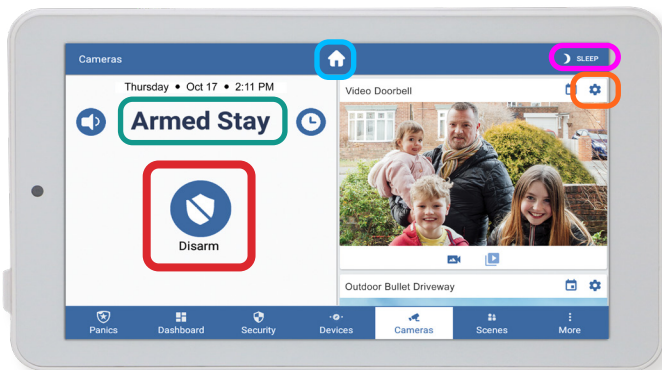 Cameras
SLEEP
Thursday • Oct 17 • 2:11 PM
Armed Stay
Disarm
Video Doorbell
Outdoor Bullet Driveway
Panics
Dashboard
Security
Devices
Cameras
Scenes
More